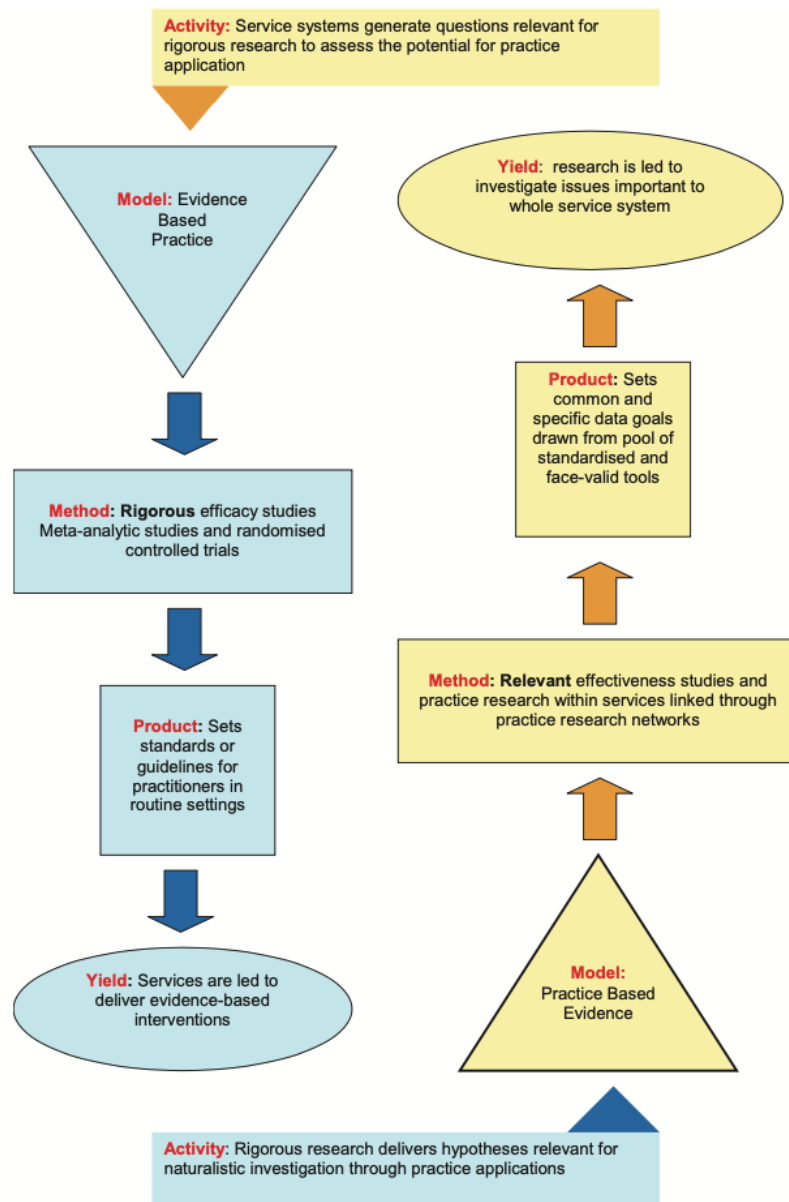 Activity: Service systems generate questions relevant for
rigorous research to assess the potential for practice
application
Model: Evidence
Based
Practice
Method: Rigorous efficacy studies
Meta-analytic studies and randomised
controlled trials
Product: Sets
standards or
guidelines for
practitioners in
routine settings
Yield: Services are led to
deliver evidence-based
interventions
Yield: research is led to
investigate issues important to
whole service system
Product: Sets
common and
specific data goals
drawn from pool of
standardised and
face-valid tools
Method: Relevant effectiveness studies and
practice research within services linked through
practice research networks
Model:
Practice Based
Evidence
Activity: Rigorous research delivers hypotheses relevant for
naturalistic investigation through practice applications